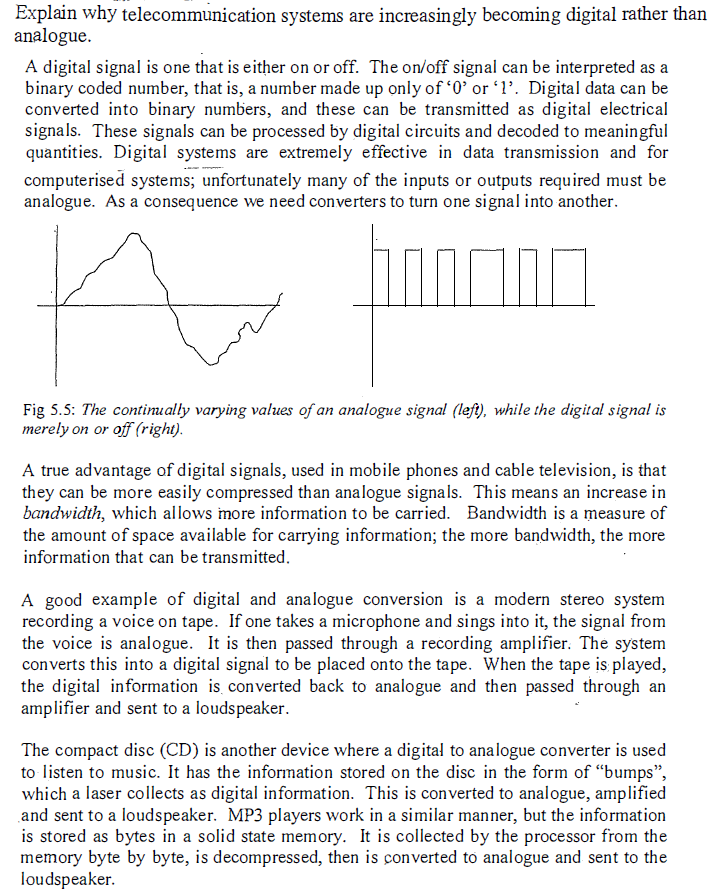 Explain why telecommunication systems are increasingly becoming digital rather than
analogue.
A digital signal is one that is either on or off. The on/off signal can be interpreted as a
binary coded number, that is, a number made up only of ‘0’ or ‘1’. Digital data can be
converted into binary numbers, and these can be transmitted as digital electrical
signals. These signals can be processed by digital circuits and decoded to meaningful
quantities. Digital systems are extremely effective in data transmission and for
computerised systems; unfortunately many of the inputs or outputs required must be
analogue. As a consequence we need converters to turn one signal into another.
Fig 5.5: The continually varying values of an analogue signal (left), while the digital signal is
merely on or off (right).
A true advantage of digital signals, used in mobile phones and cable television, is that
they can be more easily compressed than analogue signals. This means an increase in
bandwidth, which allows more information to be carried. Bandwidth is a measure of
the amount of space available for carrying information; the more bandwidth, the more
information that can be transmitted.
A good example of digital and analogue conversion is a modern stereo system
recording a voice on tape. If one takes a microphone and sings into it, the signal from
the voice is analogue. It is then passed through a recording amplifier. The system
converts this into a digital signal to be placed onto the tape. When the tape is played,
the digital information is converted back to analogue and then passed through an
amplifier and sent to a loudspeaker.
The compact disc (CD) is another device where a digital to analogue converter is used
to listen to music. It has the information stored on the disc in the form of “bumps”,
which a laser collects as digital information. This is converted to analogue, amplified
and sent to a loudspeaker. MP3 players work in a similar manner, but the information
is stored as bytes in a solid state memory. It is collected by the processor from the
memory byte by byte, is decompressed, then is converted to analogue and sent to the
loudspeaker.